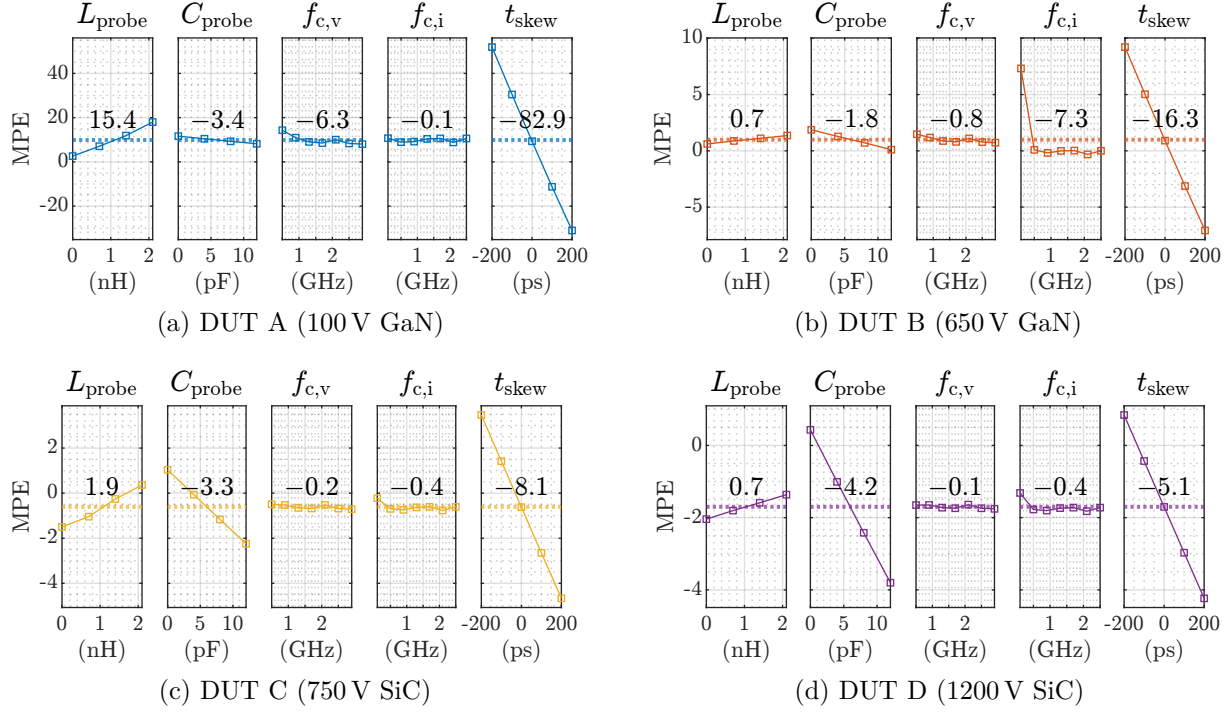 L_probe C_probe f_c,v f_c,i t_skew
MPE
40
20
0
−20
15.4 −3.4 −6.3 −0.1 −82.9
0 1 2 0 5 10 1 2 1 2 -200 0 200
(nH) (pF) (GHz) (GHz) (ps)
(a) DUT A (100 V GaN)
L_probe C_probe f_c,v f_c,i t_skew
MPE
10
5
0
−5
0.7 −1.8 −0.8 −7.3 −16.3
0 1 2 0 5 10 1 2 1 2 -200 0 200
(nH) (pF) (GHz) (GHz) (ps)
(b) DUT B (650 V GaN)
L_probe C_probe f_c,v f_c,i t_skew
MPE
2
0
−2
−4
1.9 −3.3 −0.2 −0.4 −8.1
0 1 2 0 5 10 1 2 1 2 -200 0 200
(nH) (pF) (GHz) (GHz) (ps)
(c) DUT C (750 V SiC)
L_probe C_probe f_c,v f_c,i t_skew
MPE
0
−2
−4
0.7 −4.2 −0.1 −0.4 −5.1
0 1 2 0 5 10 1 2 1 2 -200 0 200
(nH) (pF) (GHz) (GHz) (ps)
(d) DUT D (1200 V SiC)